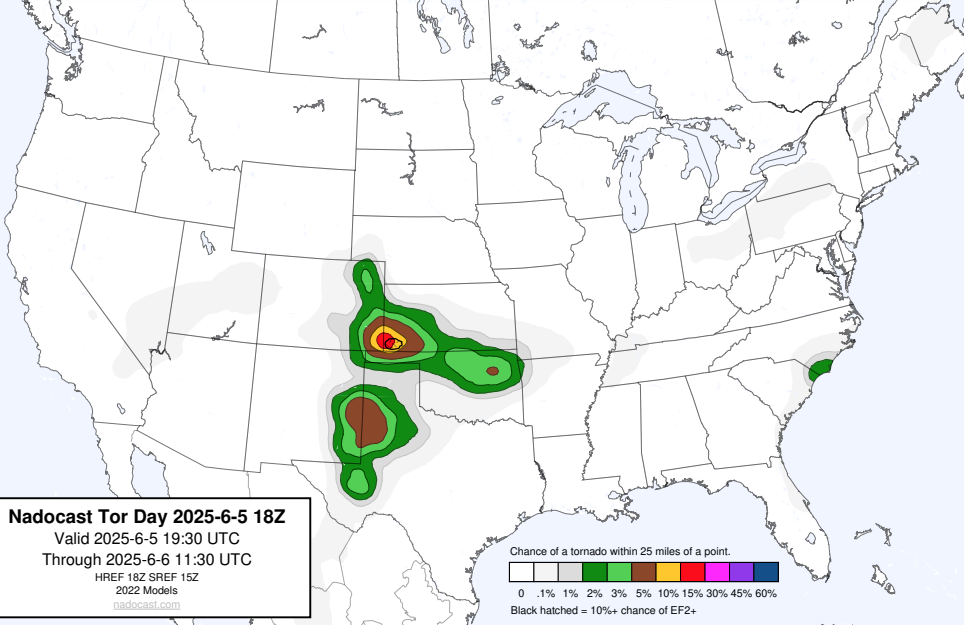 Nadocast Tor Day 2025-6-5 18Z
Valid 2025-6-5 19:30 UTC
Through 2025-6-6 11:30 UTC
HREF 18Z SREF 15Z
2022 Models
nadocast.com
Chance of a tornado within 25 miles of a point.
0 .1% 1% 2% 3% 5% 10% 15% 30% 45% 60%
Black hatched = 10%+ chance of EF2+